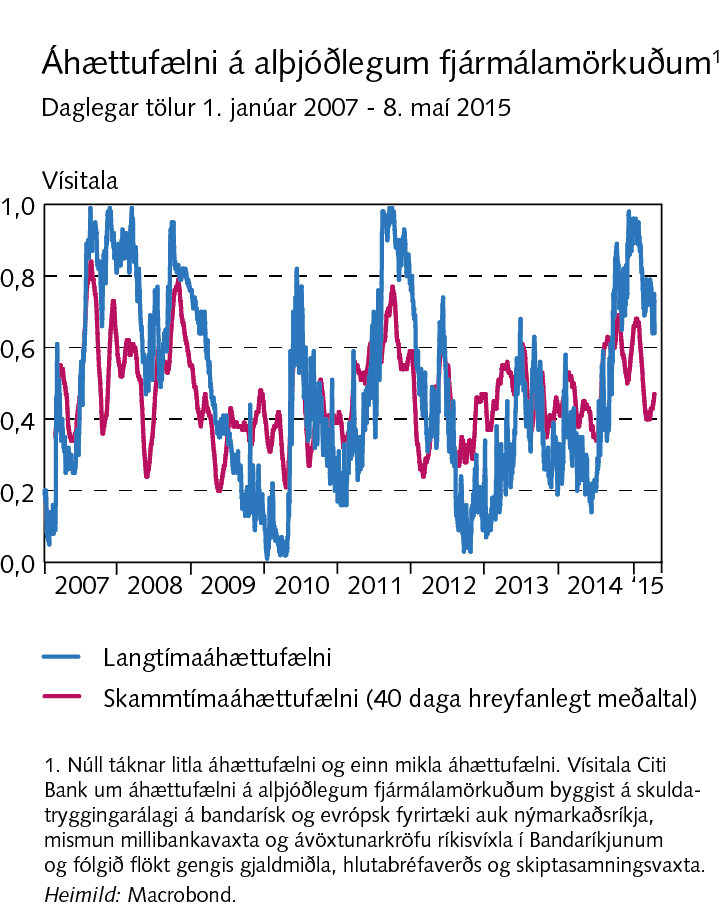 Áhættufælni á alþjóðlegum fjármálamörkuðum¹
Daglegar tölur 1. janúar 2007 - 8. maí 2015
Vísitala
1,0
0,8
0,6
0,4
0,2
0,0
2007 2008 2009 2010 2011 2012 2013 2014 '15
Langtímaáhættufælni
Skammtímaáhættufælni (40 daga hreyfanlegt meðaltal)
1. Núll táknar litla áhættufælni og einn mikla áhættufælni. Vísitala Citi
Bank um áhættufælni á alþjóðlegum fjármálamörkuðum byggist á skulda-
tryggingarálagi á bandarísk og evrópsk fyrirtæki auk nýmarkaðsríkja,
mismun millibankavaxta og ávöxtunarkröfu ríkisvíxla í Bandaríkjunum
og fólgið flökt gengis gjaldmiðla, hlutabréfaverðs og skiptasamningsvaxta.
Heimild: Macrobond.